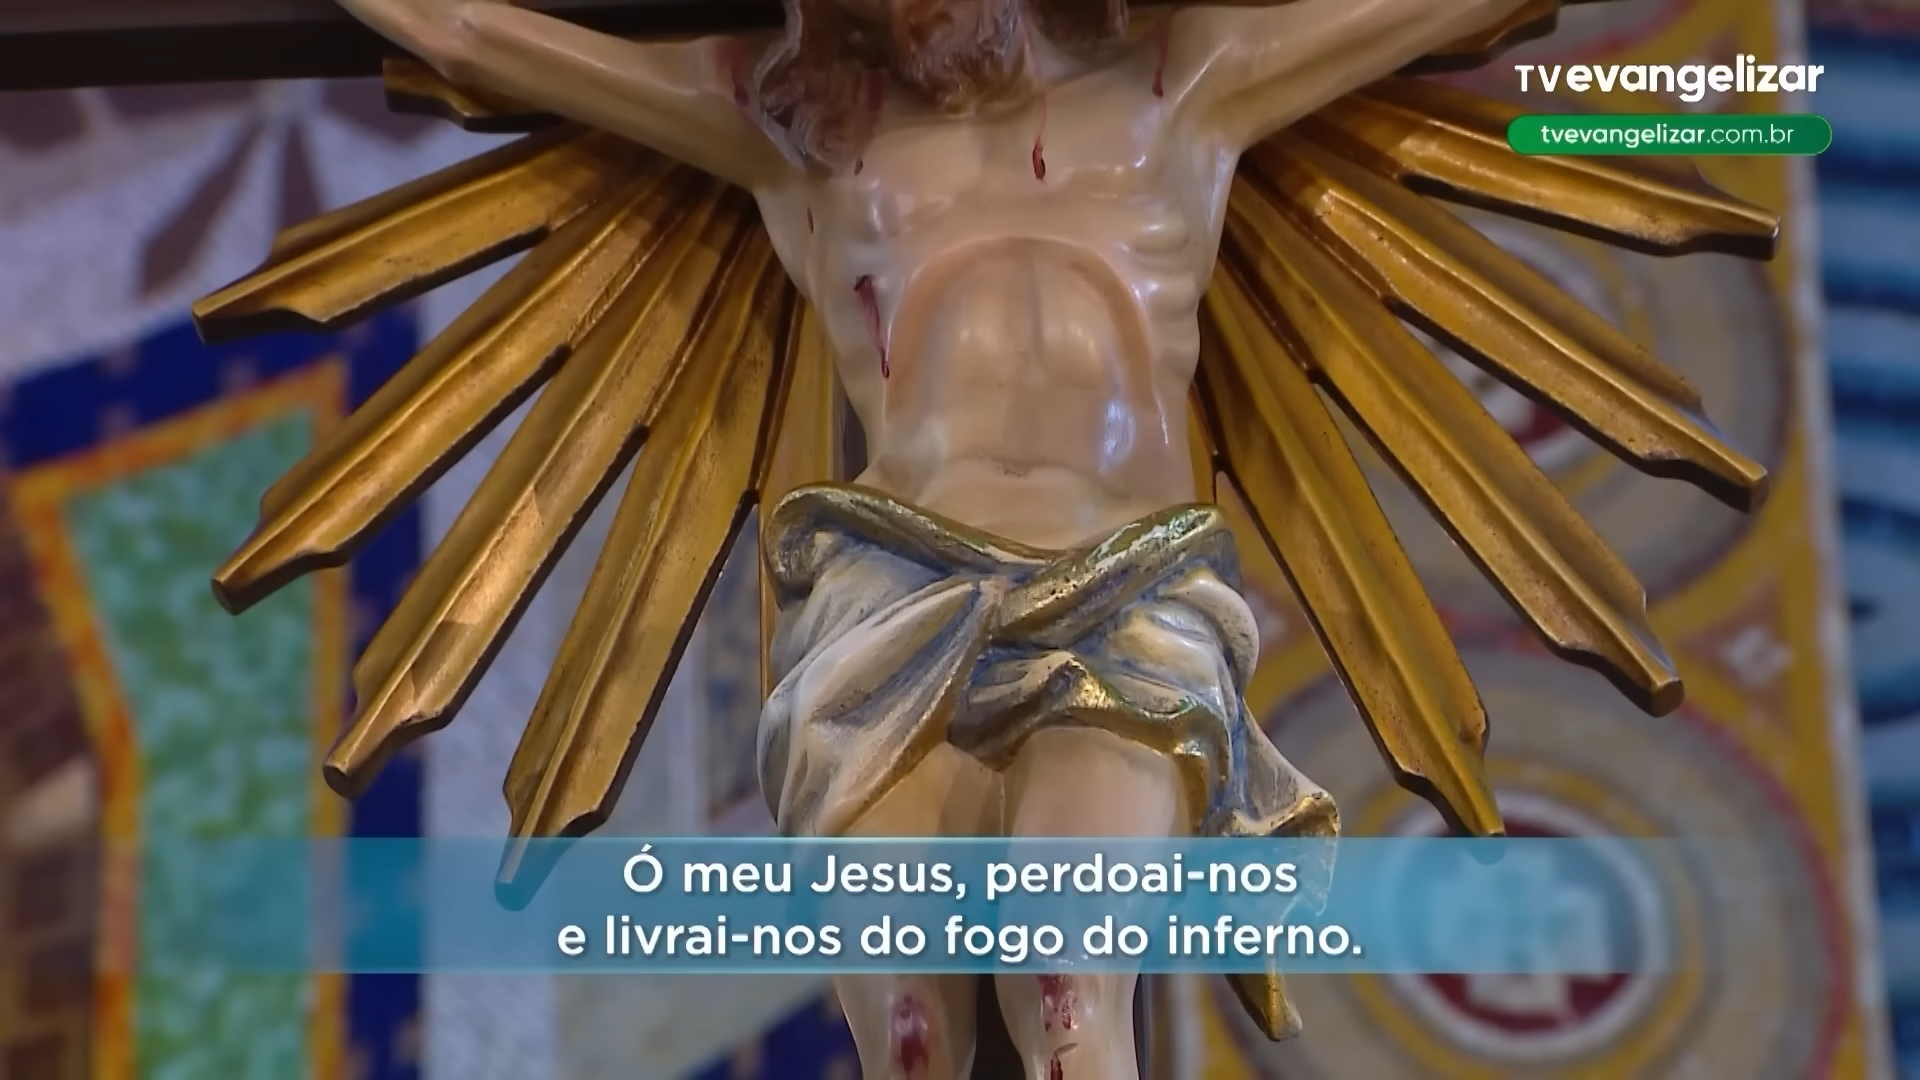 TVevangelizar
tvevangelizar.com.br
Ó meu Jesus, perdoai-nos
e livrai-nos do fogo do inferno.